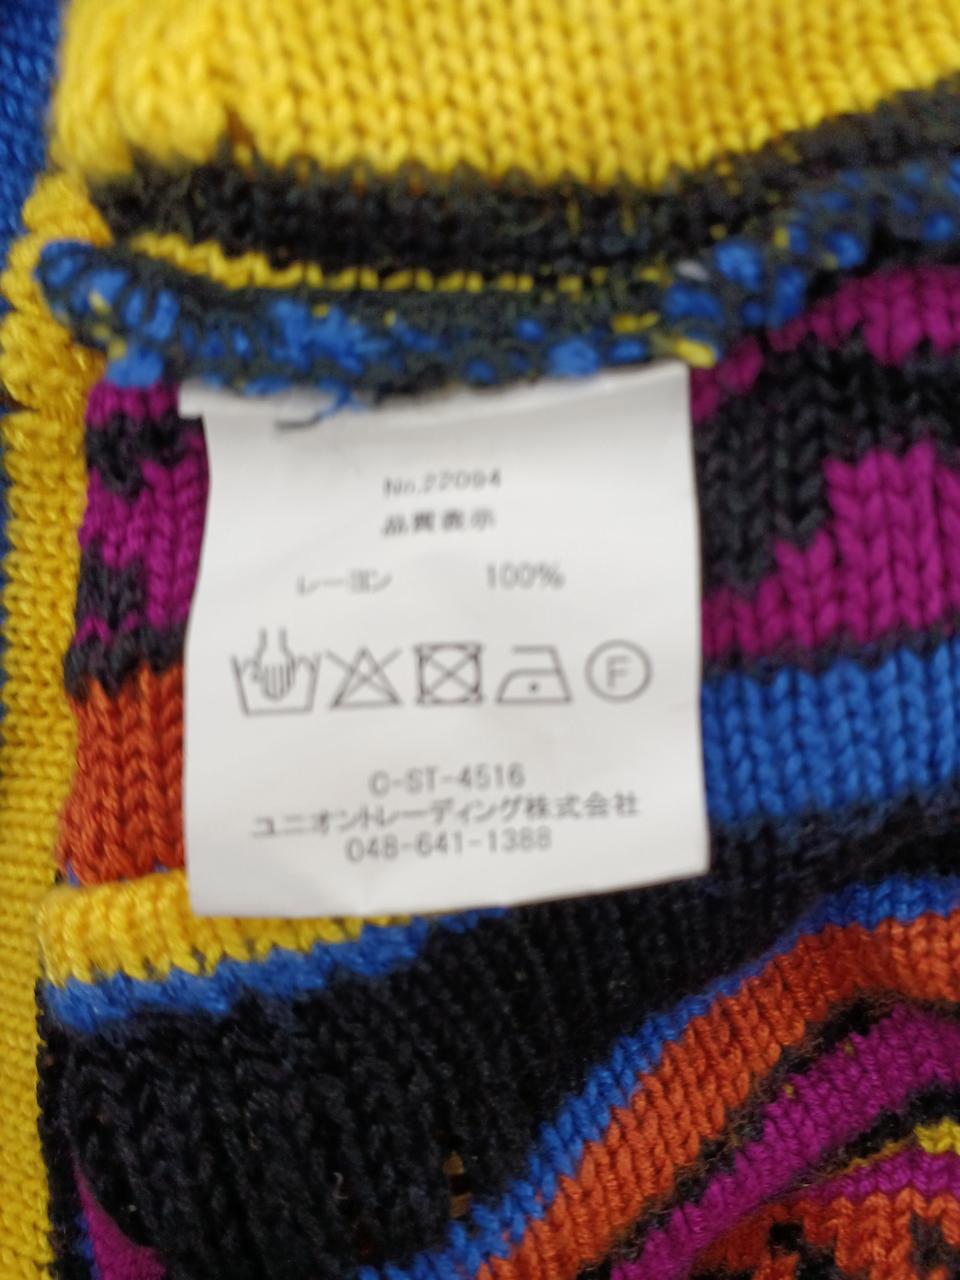 No.22094
品質表示
レーヨン 100%
F
C-ST-4516
ユニオントレーディング株式会社
048-641-1388